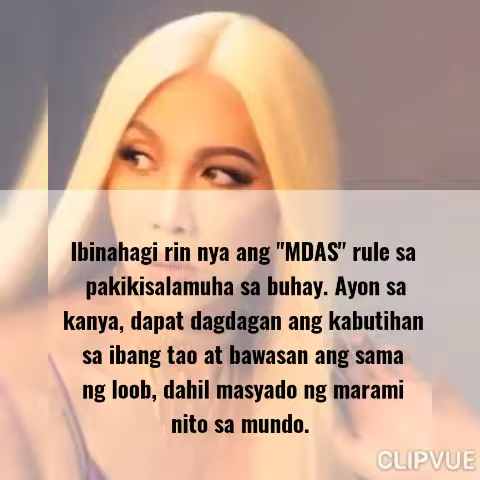 Ibinahagi rin nya ang "MDAS" rule sa
pakikisalamuha sa buhay. Ayon sa
kanya, dapat dagdagan ang kabutihan
sa ibang tao at bawasan ang sama
ng loob, dahil masyado ng marami
nito sa mundo.
CLIPVUE